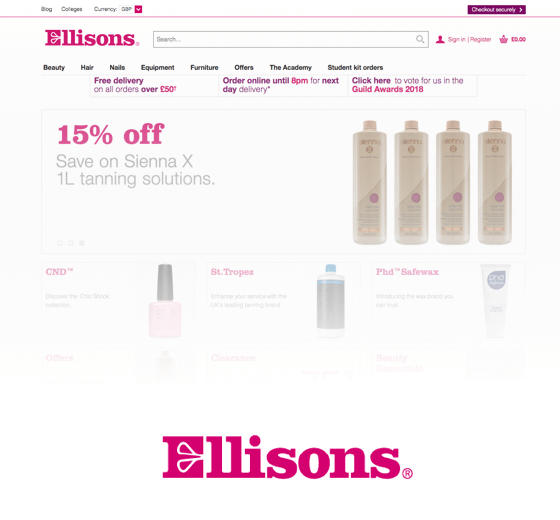 Blog Colleges Currency: GBP Checkout securely
Ellisons®
Search...
Sign in | Register £0.00
Beauty Hair Nails Equipment Furniture Offers The Academy Student kit orders
Free delivery
on all orders over £50†
Order online until 8pm for next
day delivery*
Click here to vote for us in the
Guild Awards 2018
15% off
Save on Sienna X
1L tanning solutions.
CND™
Discover the Chic Shock
collection.
St.Tropez
Enhance your service with the
UK's leading tanning brand
Phd™Safewax
Introducing the wax brand you
can trust
Offers
Clearance
Beauty
Ellisons®